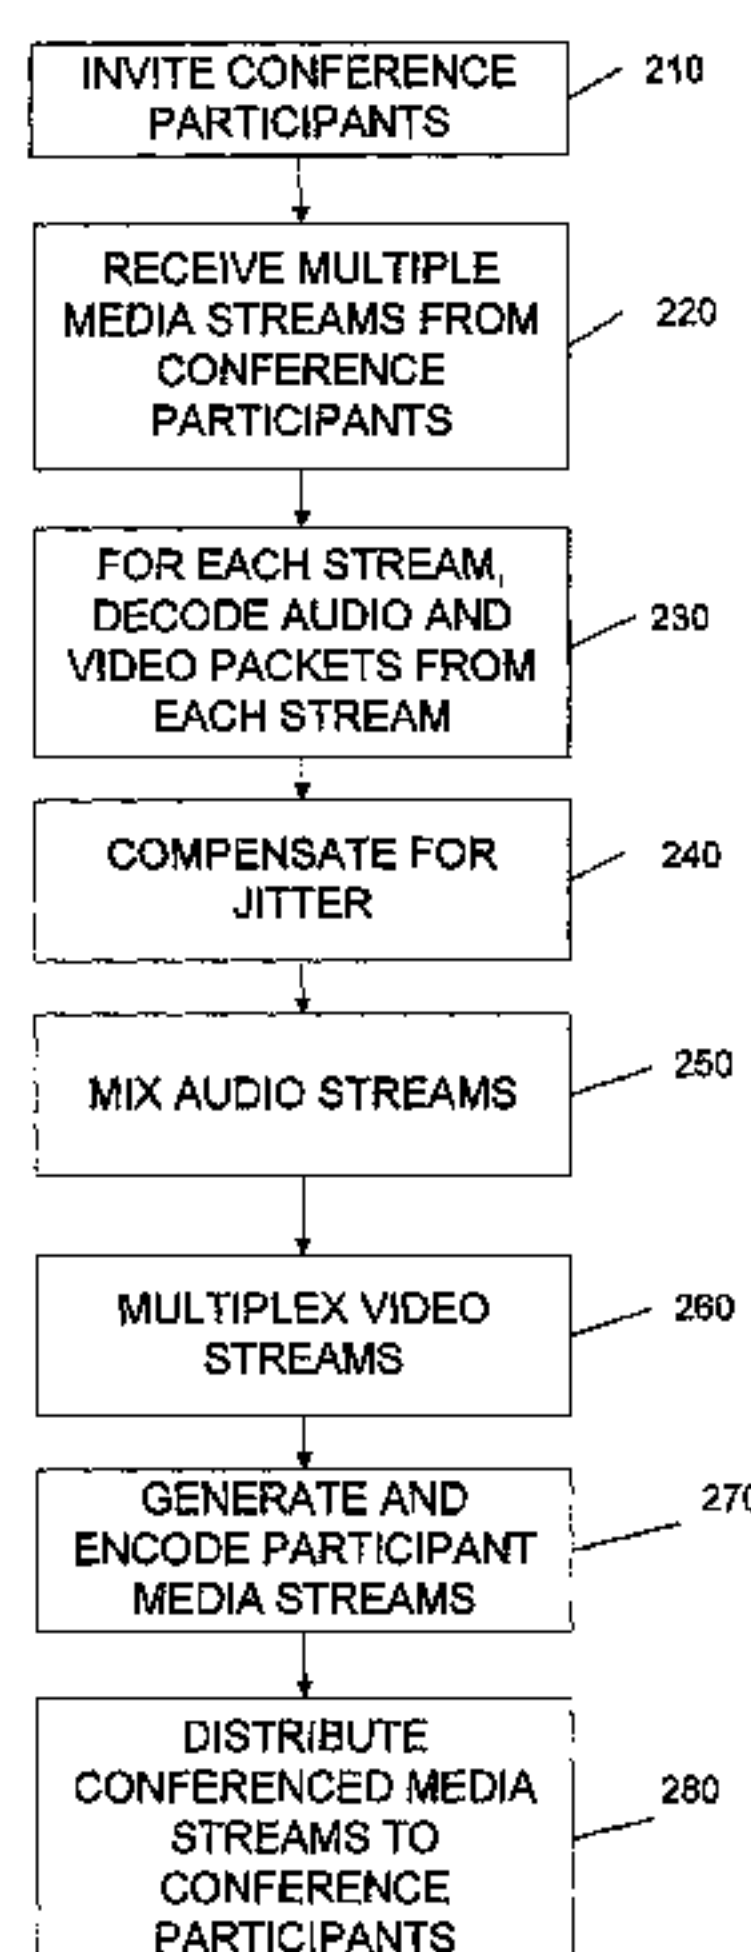 INVITE CONFERENCE
PARTICIPANTS
210
RECEIVE MULTIPLE
MEDIA STREAMS FROM
CONFERENCE
PARTICIPANTS
220
FOR EACH STREAM,
DECODE AUDIO AND
VIDEO PACKETS FROM
EACH STREAM
230
COMPENSATE FOR
JITTER
240
MIX AUDIO STREAMS
250
MULTIPLEX VIDEO
STREAMS
260
GENERATE AND
ENCODE PARTICIPANT
MEDIA STREAMS
270
DISTRIBUTE
CONFERENCED MEDIA
STREAMS TO
CONFERENCE
PARTICIPANTS
280